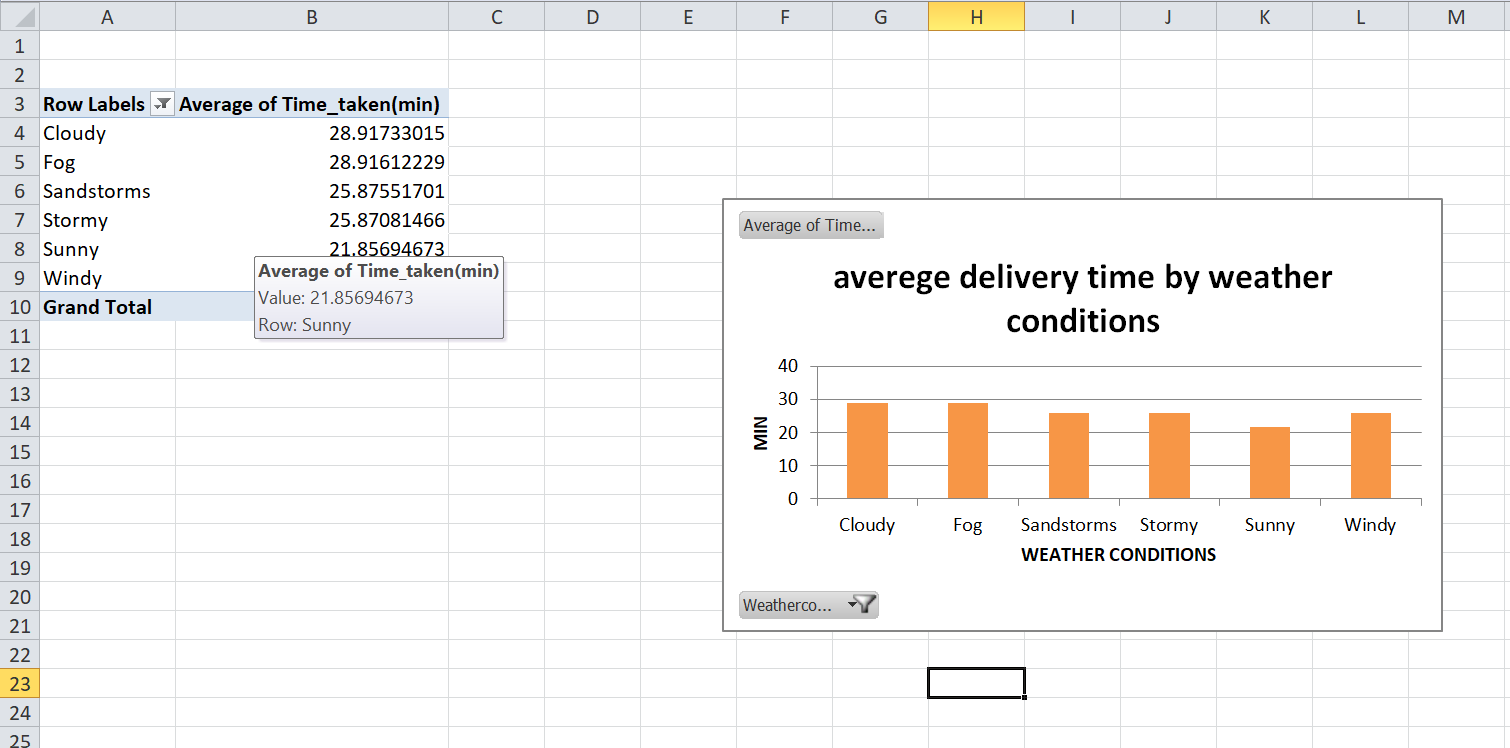 A B C D E F G H I J K L M
1
2
3 Row Labels Average of Time_taken(min)
4 Cloudy 28.91733015
5 Fog 28.91612229
6 Sandstorms 25.87551701
7 Stormy 25.87081466
8 Sunny 21.85694673
9 Windy
10 Grand Total
11
12
13
14
15
16
17
18
19
20
21
22
23
24
25
Average of Time_taken(min)
Value: 21.85694673
Row: Sunny
Average of Time...
averege delivery time by weather
conditions
MIN
40
30
20
10
0
Cloudy Fog Sandstorms Stormy Sunny Windy
WEATHER CONDITIONS
Weatherco...